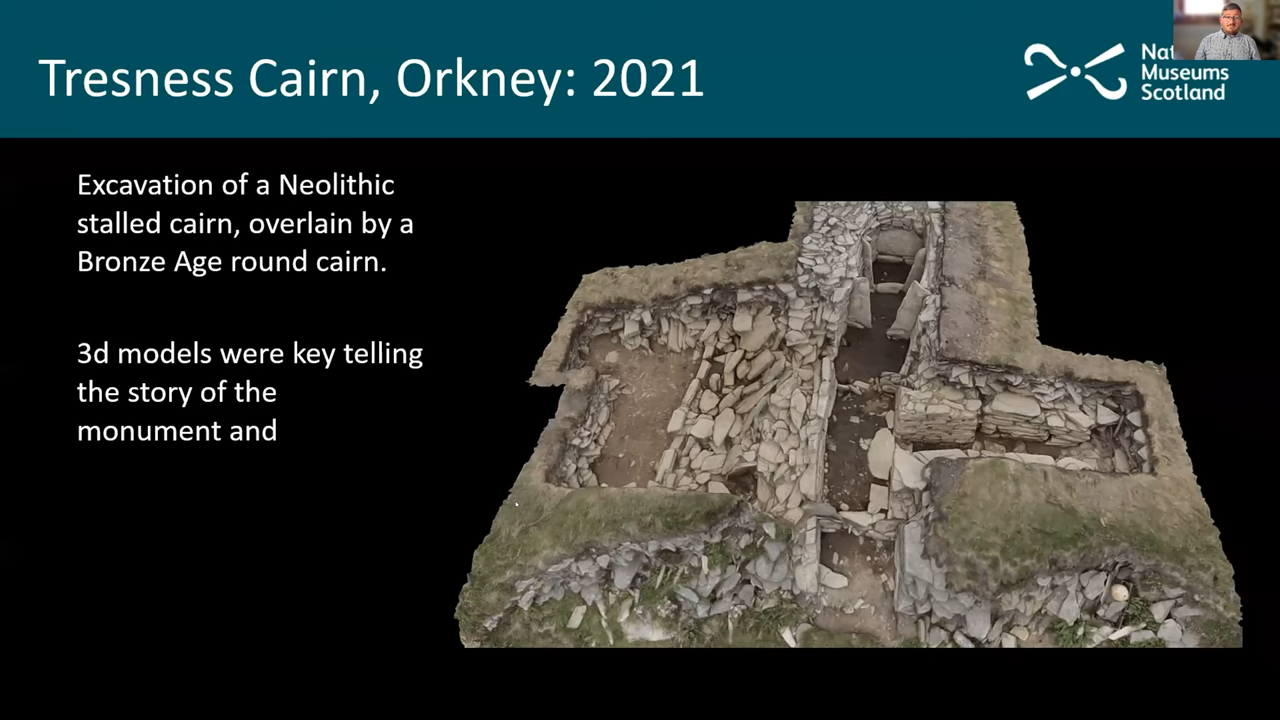 Tresness Cairn, Orkney: 2021
Nat
Museums
Scotland
Excavation of a Neolithic
stalled cairn, overlain by a
Bronze Age round cairn.
3d models were key telling
the story of the
monument and